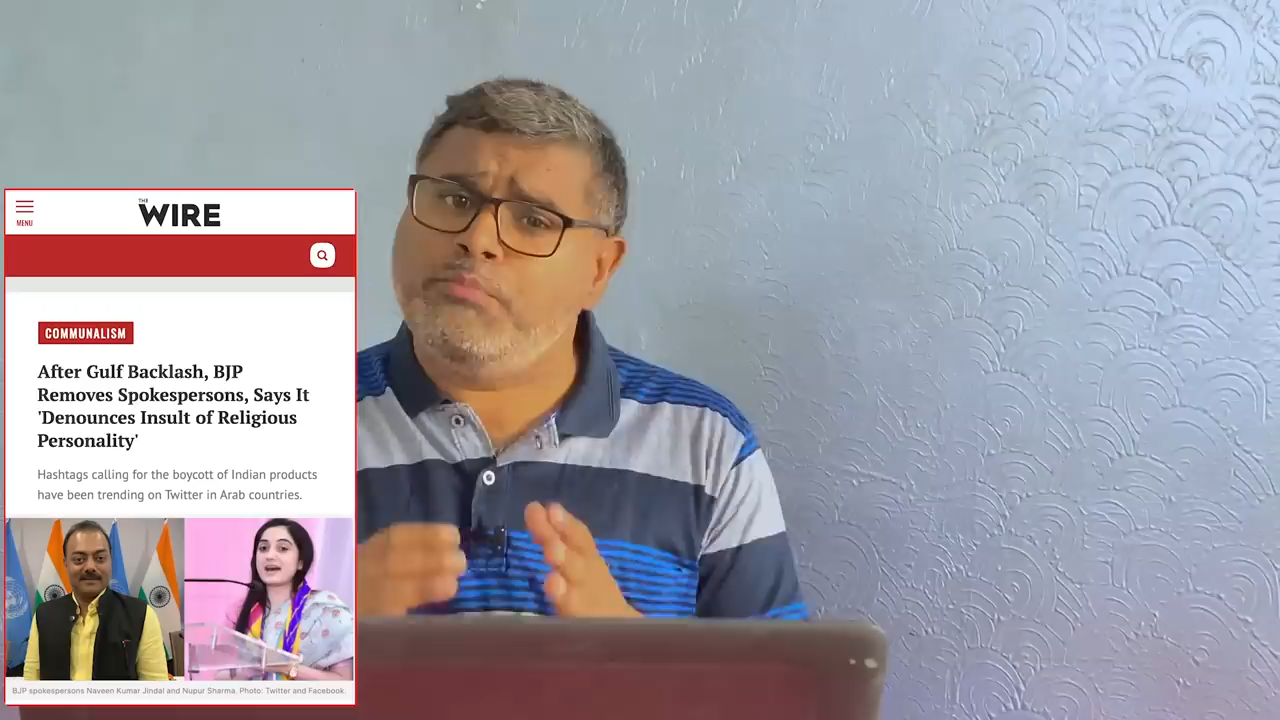 MENU
THE
WIRE
COMMUNALISM
After Gulf Backlash, BJP
Removes Spokespersons, Says It
'Denounces Insult of Religious
Personality'
Hashtags calling for the boycott of Indian products
have been trending on Twitter in Arab countries.
BJP spokespersons Naveen Kumar Jindal and Nupur Sharma. Photo: Twitter and Facebook.